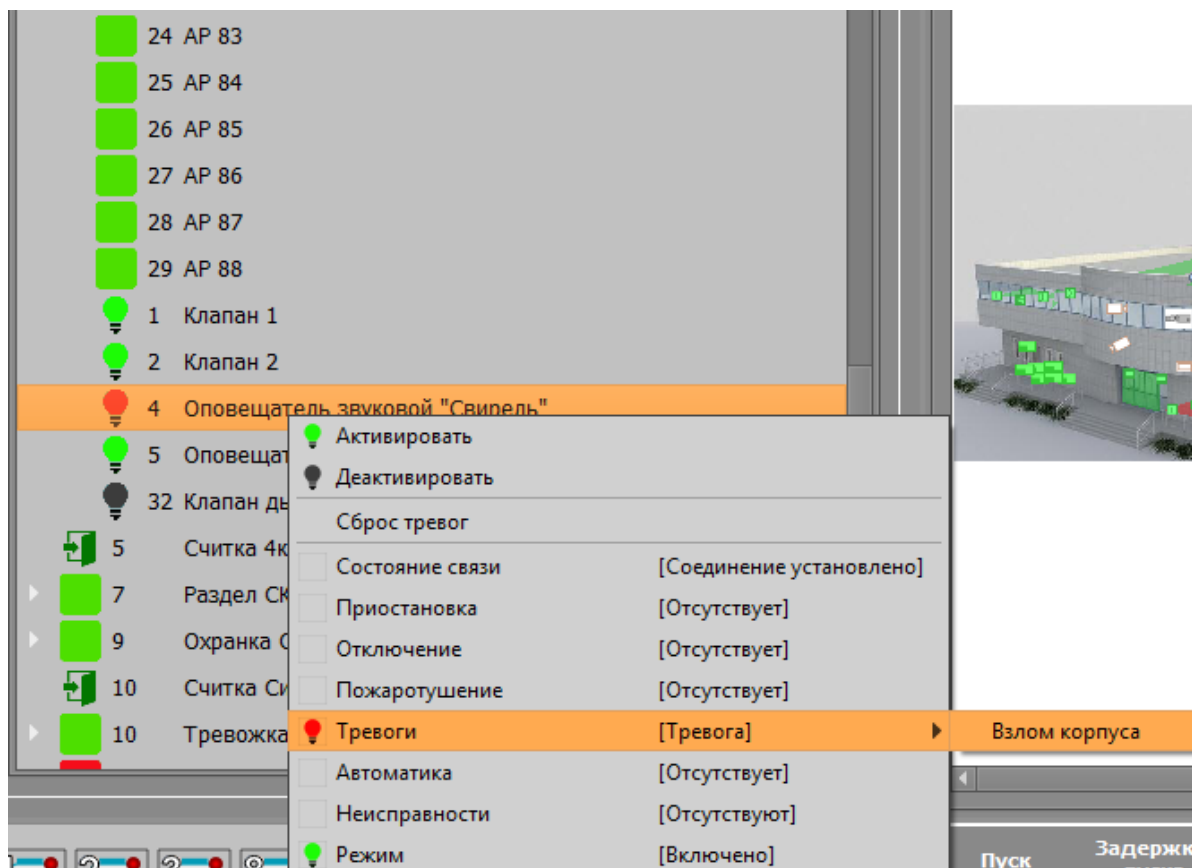 24 АР 83
25 АР 84
26 АР 85
27 АР 86
28 АР 87
29 АР 88
1 Клапан 1
2 Клапан 2
4 Оповещатель звуковой "Свирель"
5 Оповещат
32 Клапан ды
5 Считка 4к
7 Раздел СК
9 Охранка С
10 Считка Си
10 Тревожка
Активировать
Деактивировать
Сброс тревог
Состояние связи [Соединение установлено]
Приостановка [Отсутствует]
Отключение [Отсутствует]
Пожаротушение [Отсутствует]
Тревоги [Тревога] Взлом корпуса
Автоматика [Отсутствует]
Неисправности [Отсутствуют]
Режим [Включено]
Пуск
Задержк